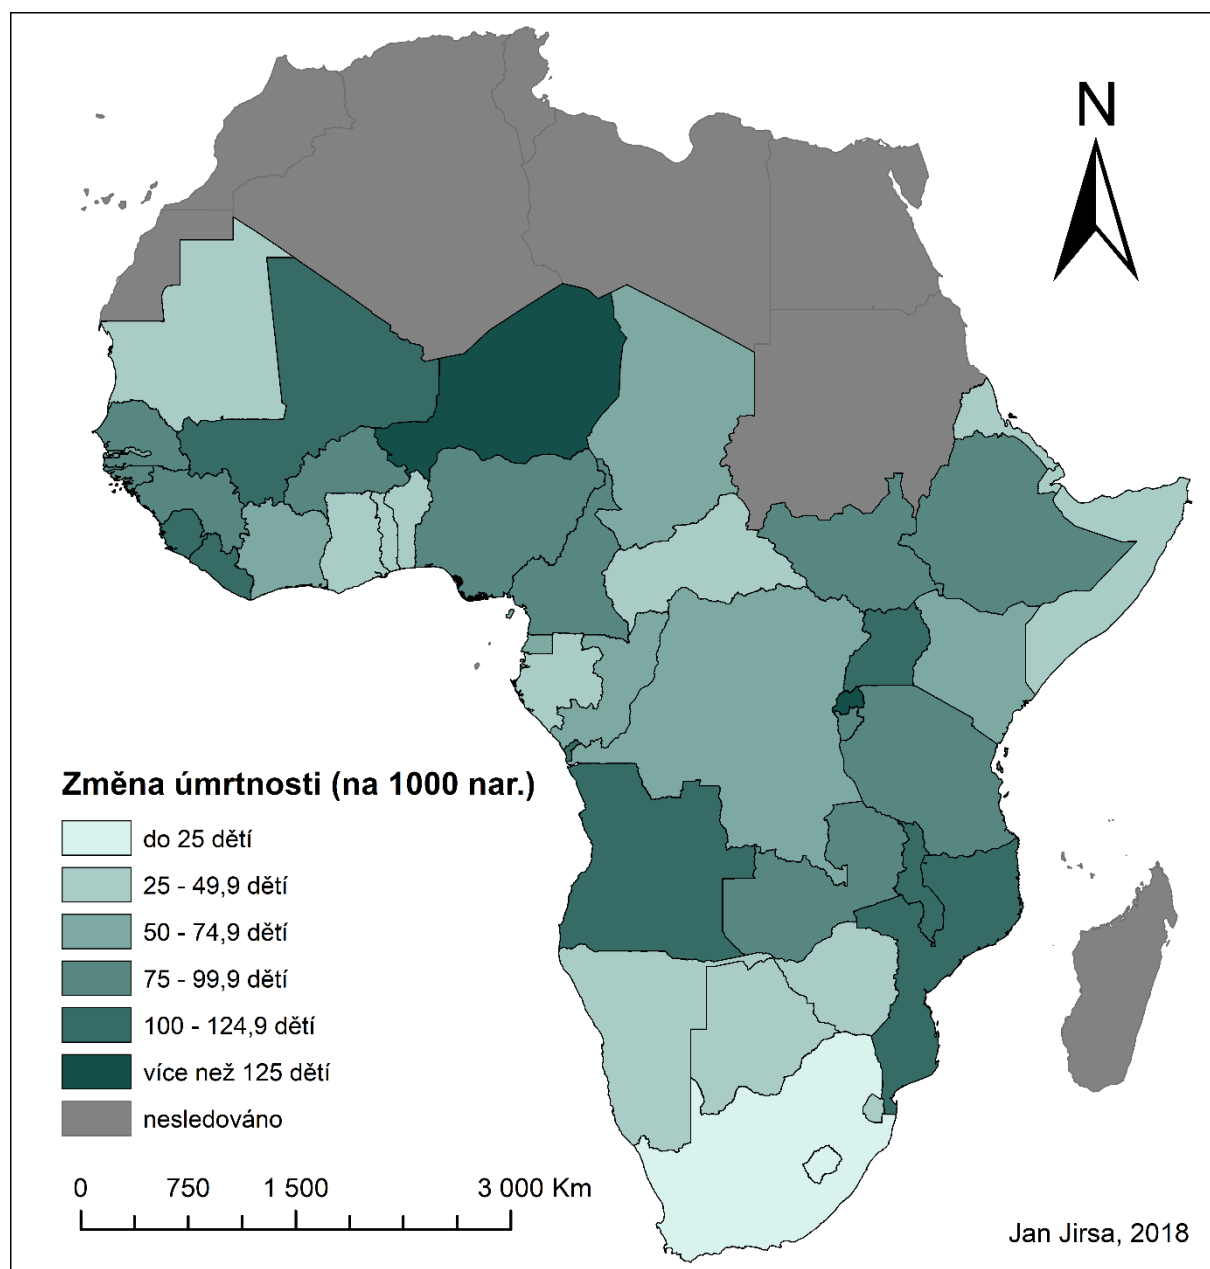 N
Změna úmrtnosti (na 1000 nar.)
do 25 dětí
25 - 49,9 dětí
50 - 74,9 dětí
75 - 99,9 dětí
100 - 124,9 dětí
více než 125 dětí
nesledováno
0 750 1 500 3 000 Km
Jan Jirsa, 2018